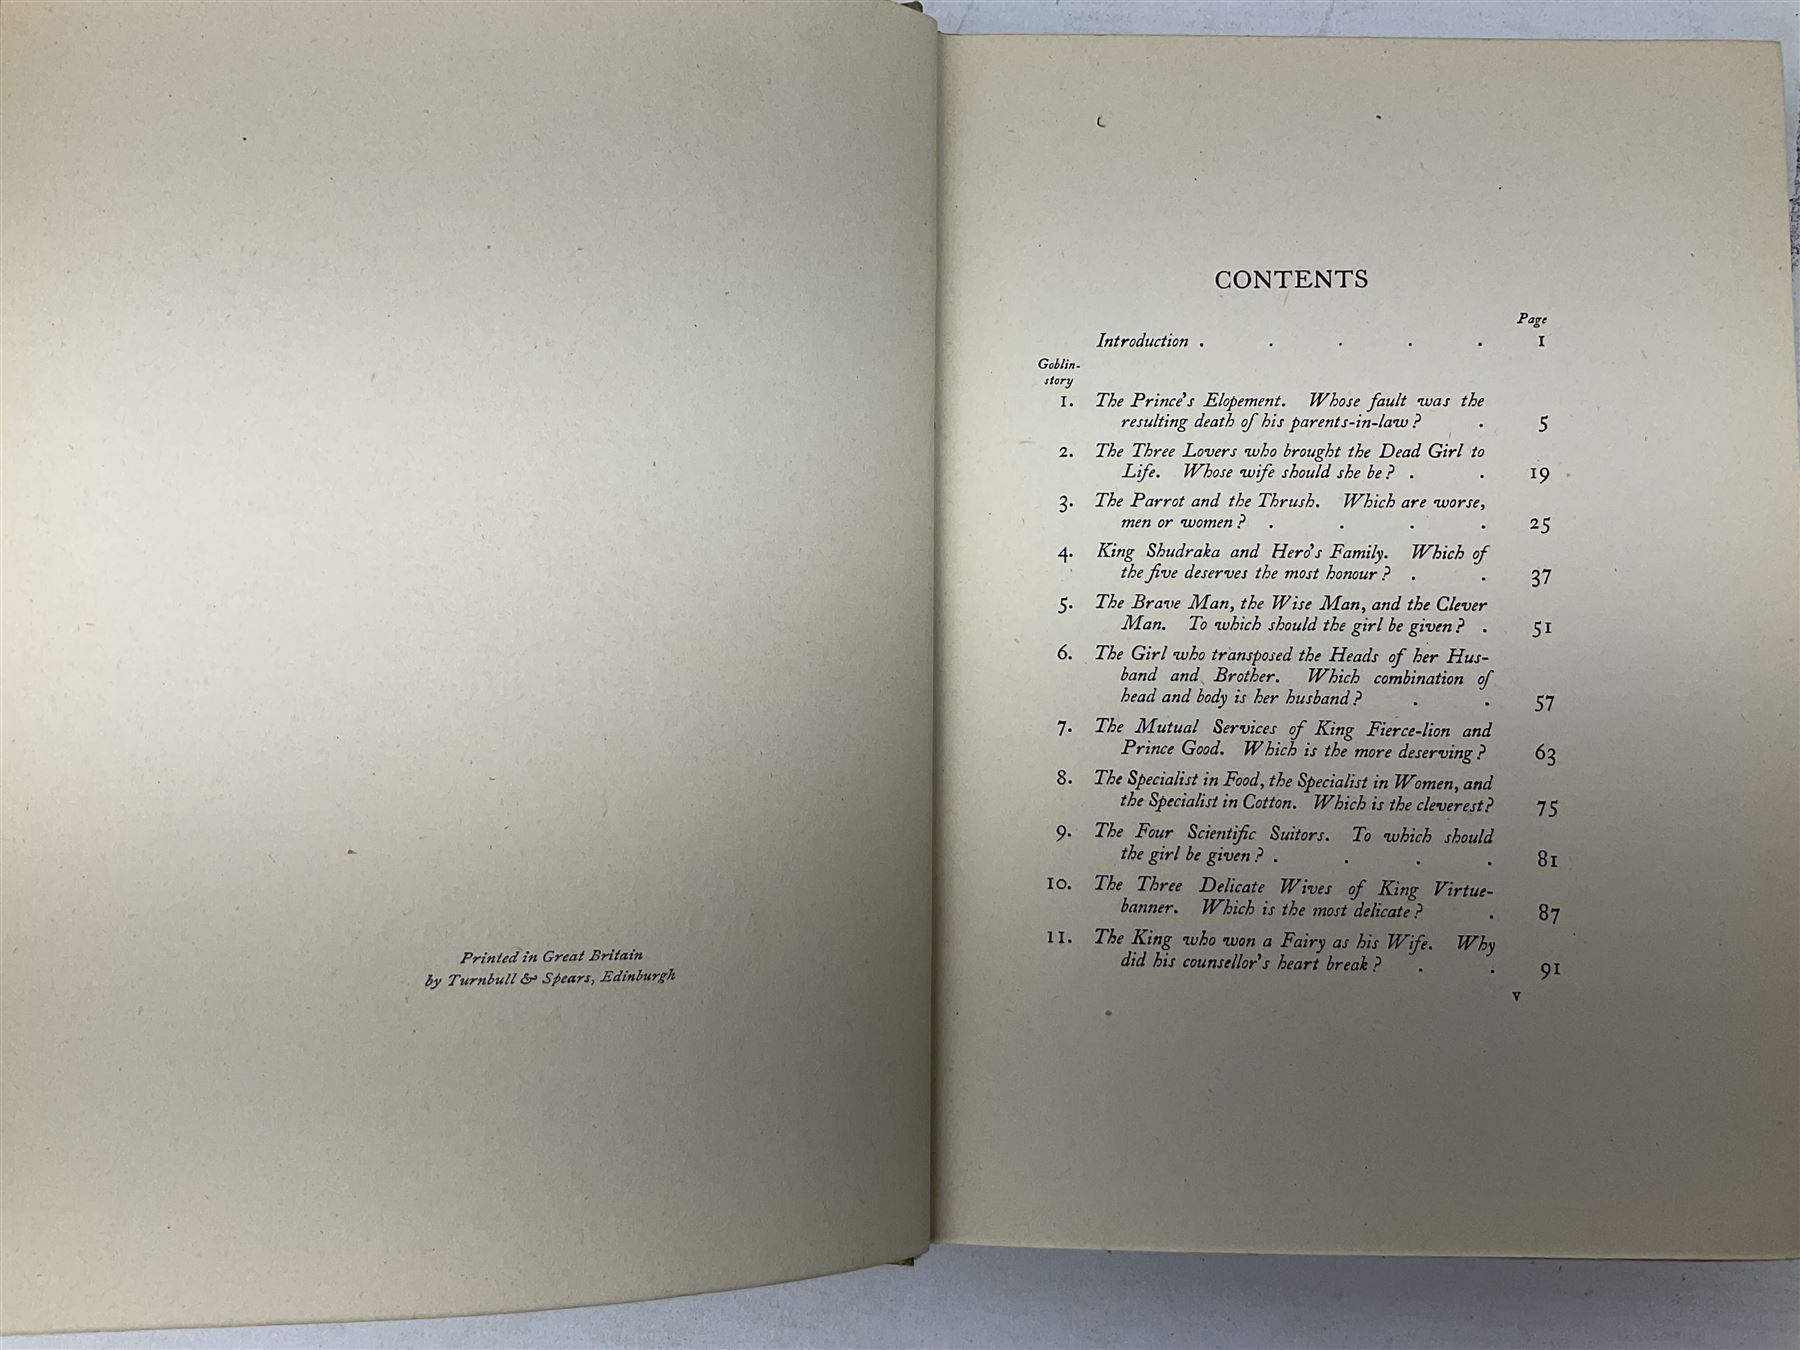 Printed in Great Britain
by Turnbull & Spears, Edinburgh
CONTENTS
Page
Introduction . . . . . 1
Goblin-
story
1. The Prince's Elopement. Whose fault was the
resulting death of his parents-in-law? . 5
2. The Three Lovers who brought the Dead Girl to
Life. Whose wife should she be? . . 19
3. The Parrot and the Thrush. Which are worse,
men or women? . . . . 25
4. King Shudraka and Hero's Family. Which of
the five deserves the most honour? . . 37
5. The Brave Man, the Wise Man, and the Clever
Man. To which should the girl be given? . 51
6. The Girl who transposed the Heads of her Hus-
band and Brother. Which combination of
head and body is her husband? . . 57
7. The Mutual Services of King Fierce-lion and
Prince Good. Which is the more deserving? 63
8. The Specialist in Food, the Specialist in Women, and
the Specialist in Cotton. Which is the cleverest? 75
9. The Four Scientific Suitors. To which should
the girl be given? . . . . 81
10. The Three Delicate Wives of King Virtue-
banner. Which is the most delicate? . 87
11. The King who won a Fairy as his Wife. Why
did his counsellor's heart break? . . 91
v